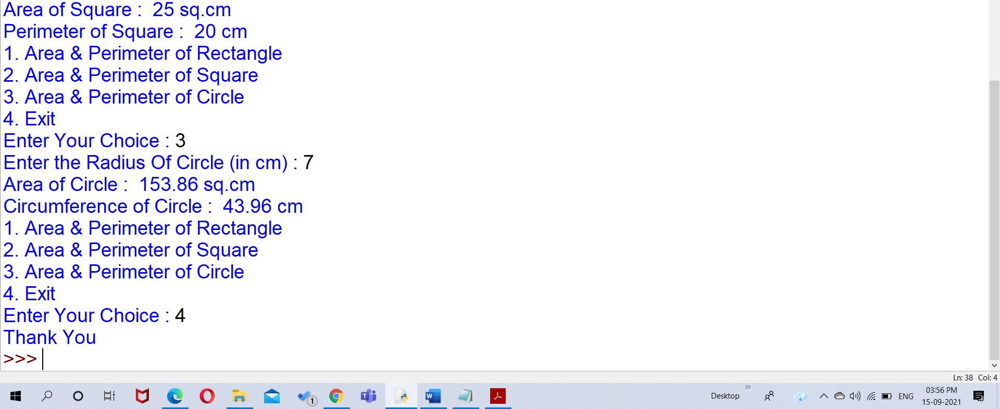 Area of Square :  25 sq.cm
Perimeter of Square :  20 cm
1. Area & Perimeter of Rectangle
2. Area & Perimeter of Square
3. Area & Perimeter of Circle
4. Exit
Enter Your Choice : 3
Enter the Radius Of Circle (in cm) : 7
Area of Circle :  153.86 sq.cm
Circumference of Circle :  43.96 cm
1. Area & Perimeter of Rectangle
2. Area & Perimeter of Square
3. Area & Perimeter of Circle
4. Exit
Enter Your Choice : 4
Thank You
>>>
Ln: 38 Col: 4
1
W
Desktop
»
ENG
03:56 PM
15-09-2021